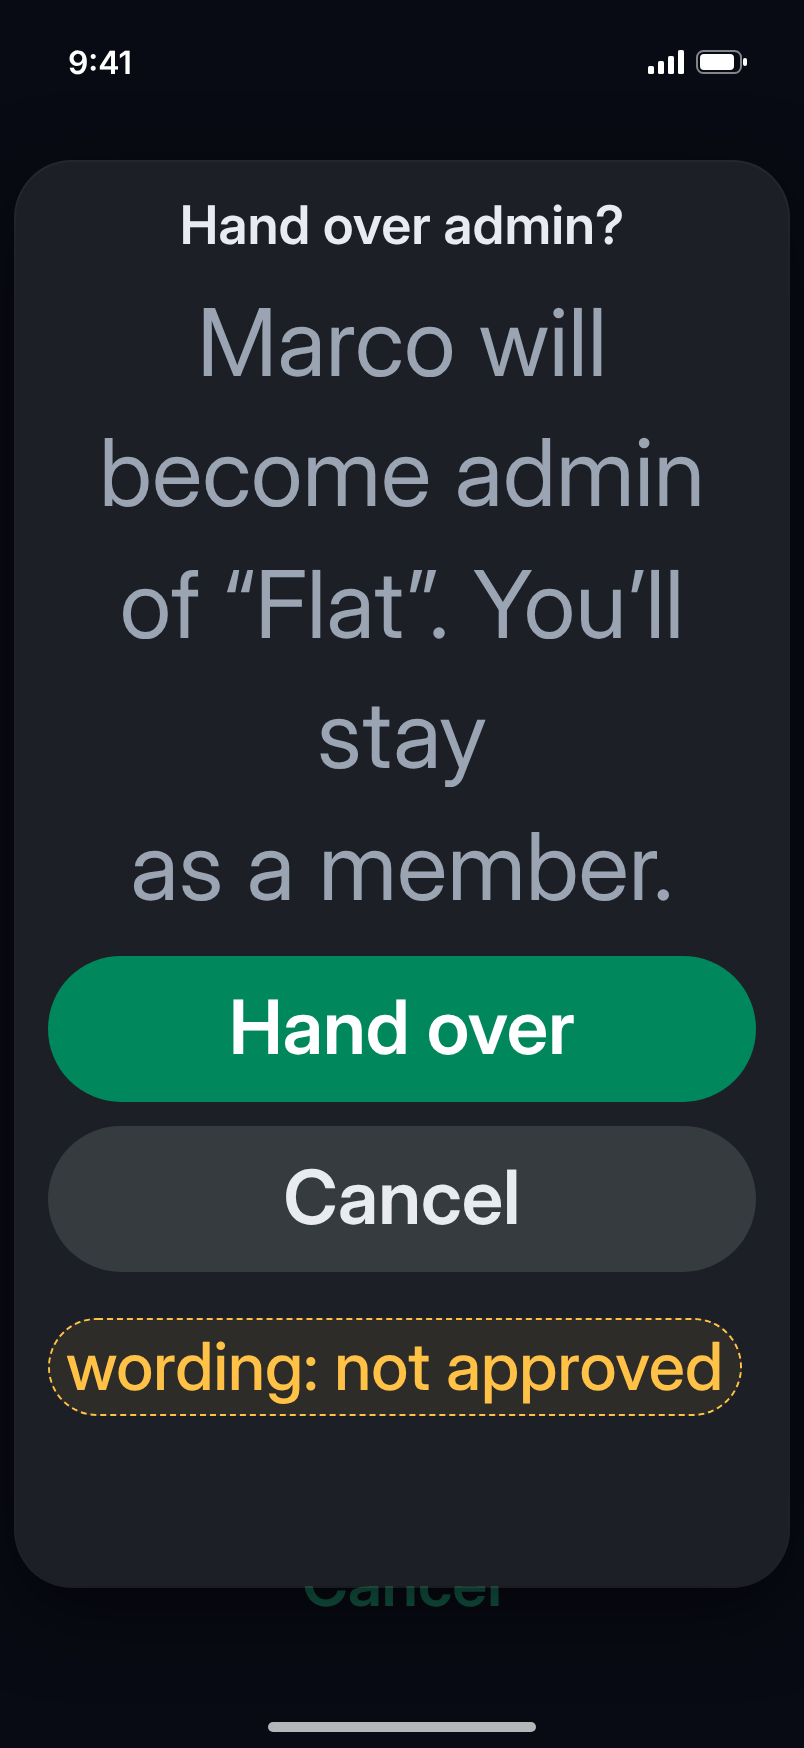 9:41
Hand over admin?
Marco will
become admin
of “Flat”. You’ll
stay
as a member.
Hand over
Cancel
wording: not approved
Cancel